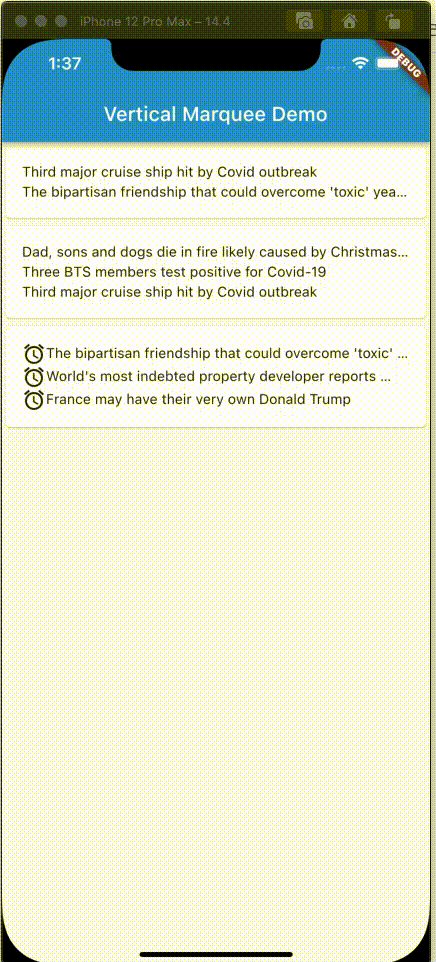 iPhone 12 Pro Max – 14.4
1:37
DEBUG
Vertical Marquee Demo
Third major cruise ship hit by Covid outbreak
The bipartisan friendship that could overcome 'toxic' yea...
Dad, sons and dogs die in fire likely caused by Christmas...
Three BTS members test positive for Covid-19
Third major cruise ship hit by Covid outbreak
The bipartisan friendship that could overcome 'toxic' ...
World's most indebted property developer reports ...
France may have their very own Donald Trump